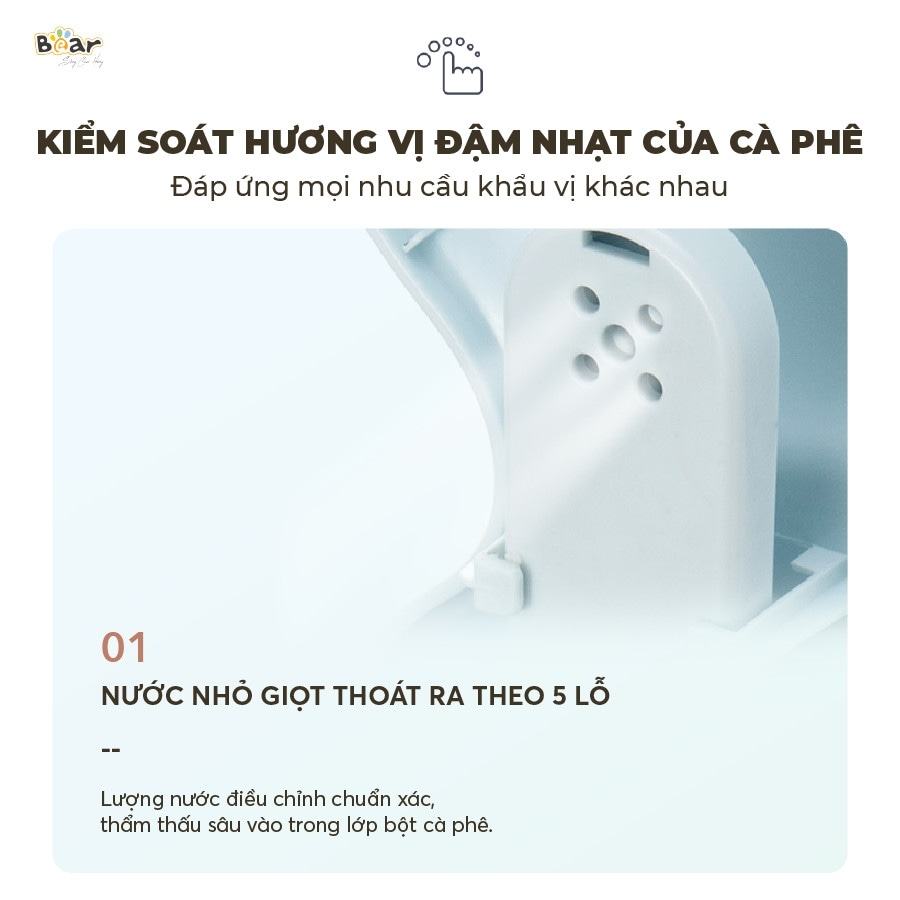 Bear
KIỂM SOÁT HƯƠNG VỊ ĐẬM NHẠT CỦA CÀ PHÊ
Đáp ứng mọi nhu cầu khẩu vị khác nhau
01
NƯỚC NHỎ GIỌT THOÁT RA THEO 5 LỖ
--
Lượng nước điều chỉnh chuẩn xác,
thẩm thấu sâu vào trong lớp bột cà phê.